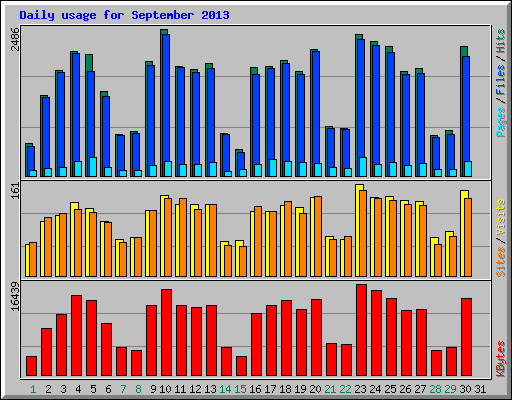 Daily usage for September 2013
2486
Pages / Files / Hits
161
Sites / Visits
16439
KBytes
1 2 3 4 5 6 7 8 9 10 11 12 13 14 15 16 17 18 19 20 21 22 23 24 25 26 27 28 29 30 31